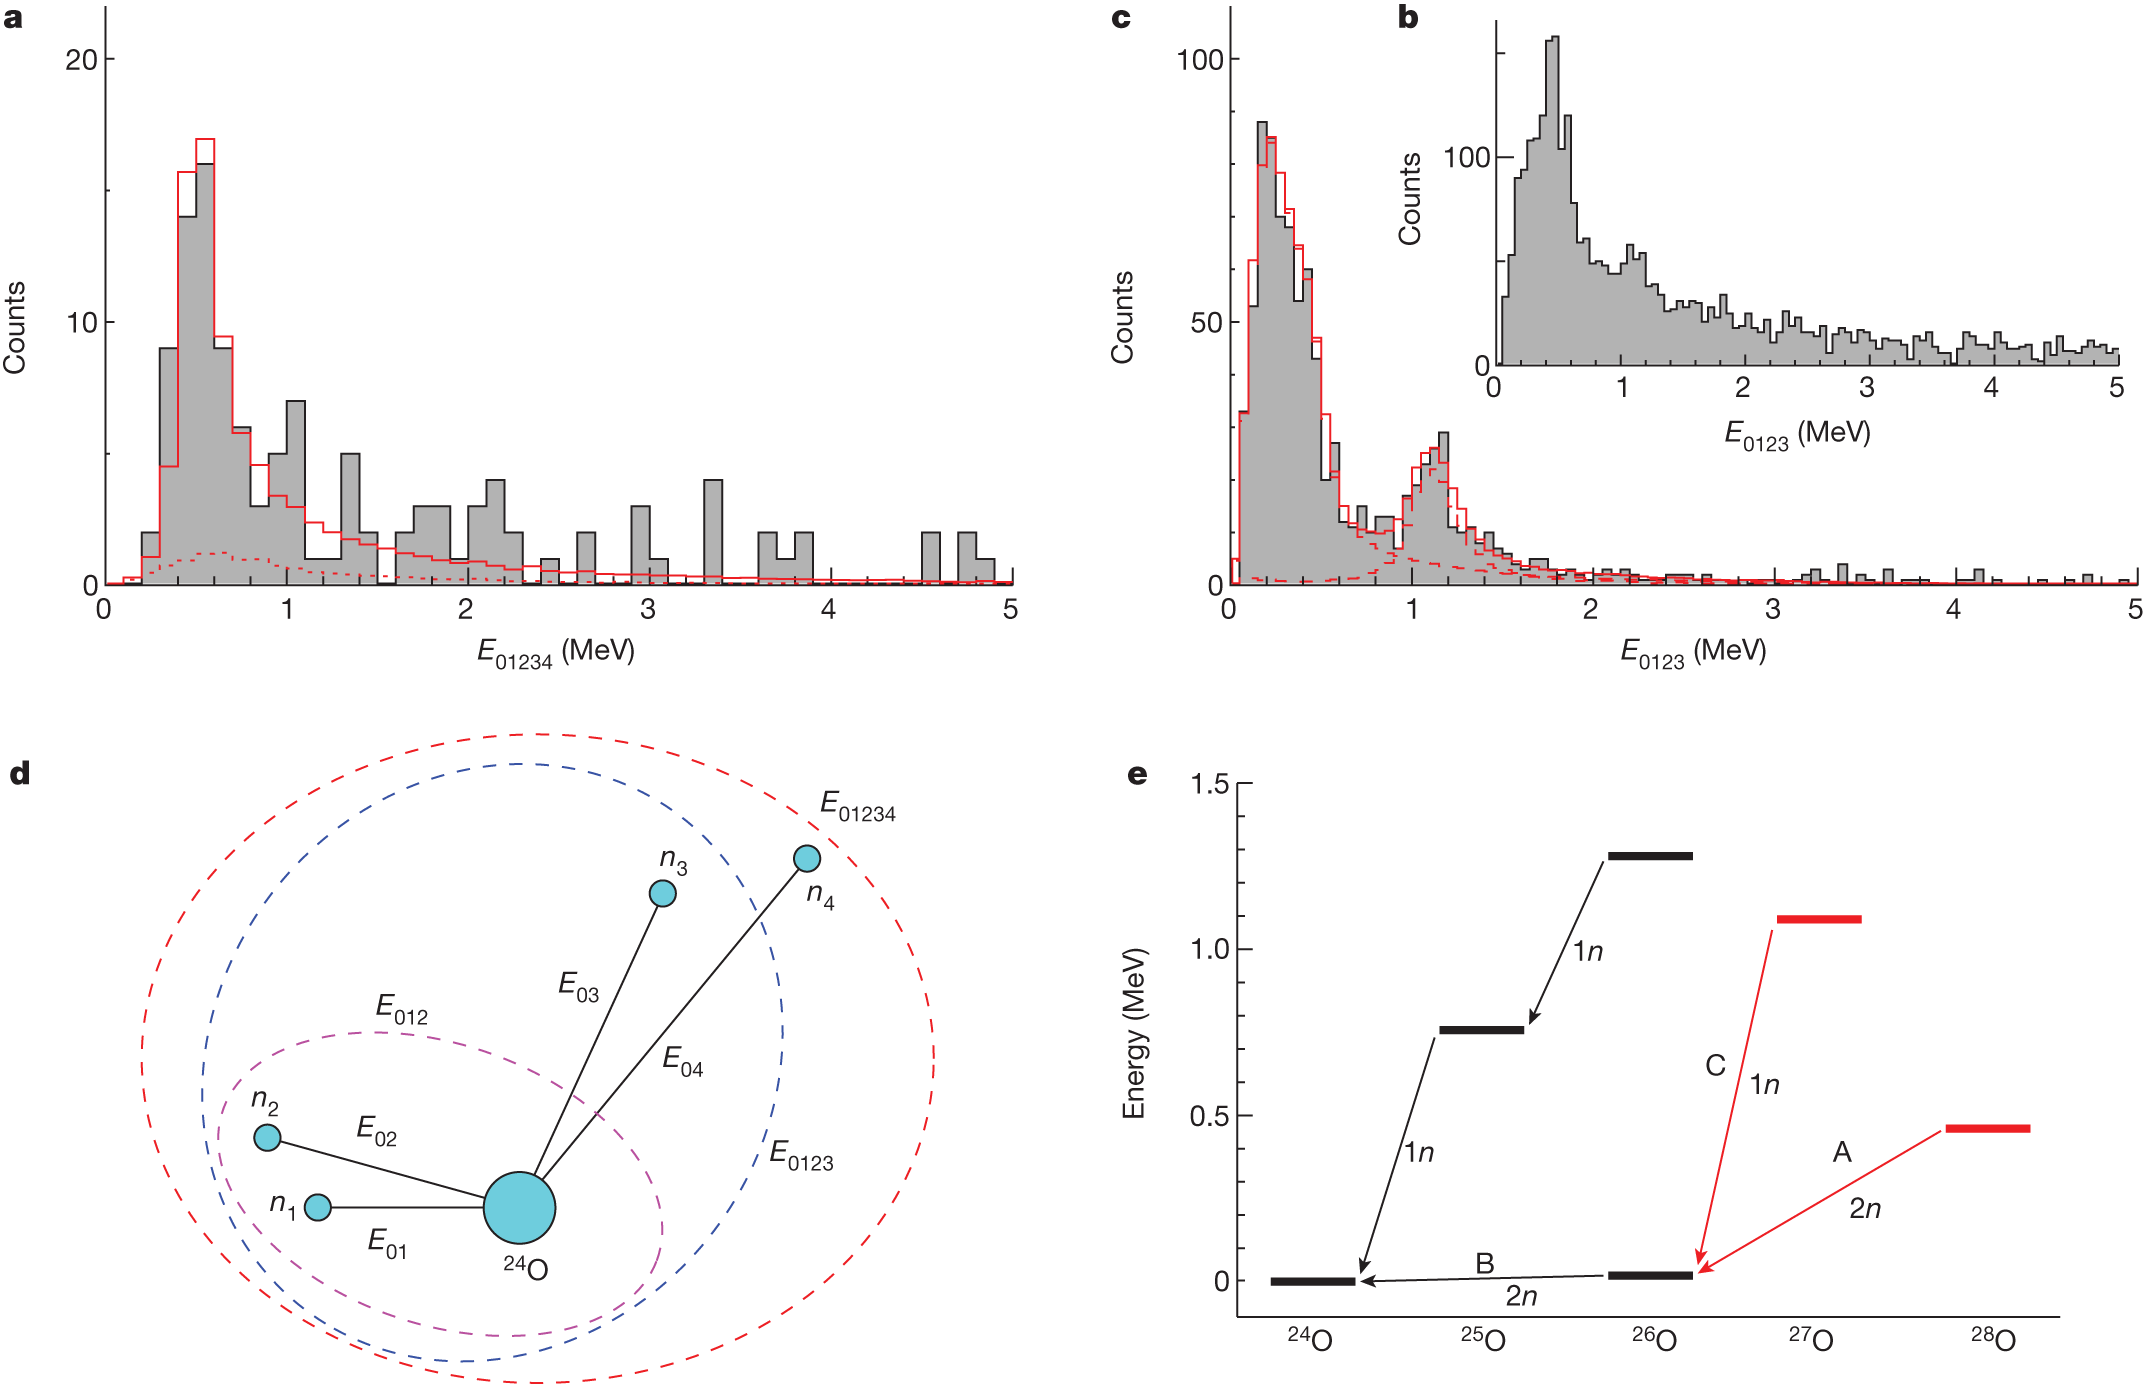 a
20
10
0
Counts
0 1 2 3 4 5
E01234 (MeV)
c
100
50
0
Counts
0 1 2 3 4 5
E0123 (MeV)
b
100
0
Counts
0 1 2 3 4 5
E0123 (MeV)
d
E01234
n3
n4
E03
E012
E04
n2
E02
E0123
n1
E01
24O
e
1.5
1.0
0.5
0
Energy (MeV)
1n
C
1n
1n
A
2n
B
2n
24O 25O 26O 27O 28O